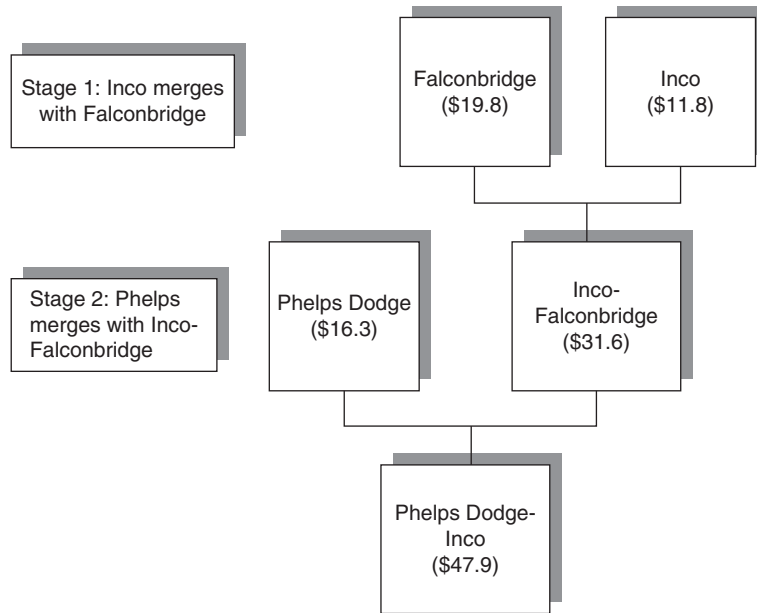 Stage 1: Inco merges
with Falconbridge
Falconbridge
($19.8)
Inco
($11.8)
Stage 2: Phelps
merges with Inco-
Falconbridge
Phelps Dodge
($16.3)
Inco-
Falconbridge
($31.6)
Phelps Dodge-
Inco
($47.9)